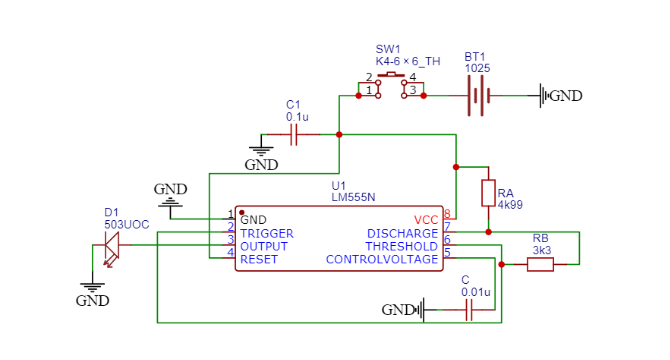 SW1
K4-6 × 6_TH
BT1
1025
2
4
1
3
GND
C1
0.1u
GND
U1
LM555N
GND
RA
4k99
D1
503UOC
1
GND
VCC
8
2
TRIGGER
DISCHARGE
7
3
OUTPUT
THRESHOLD
6
4
RESET
CONTROLVOLTAGE
5
RB
3k3
GND
C
0.01u
GND